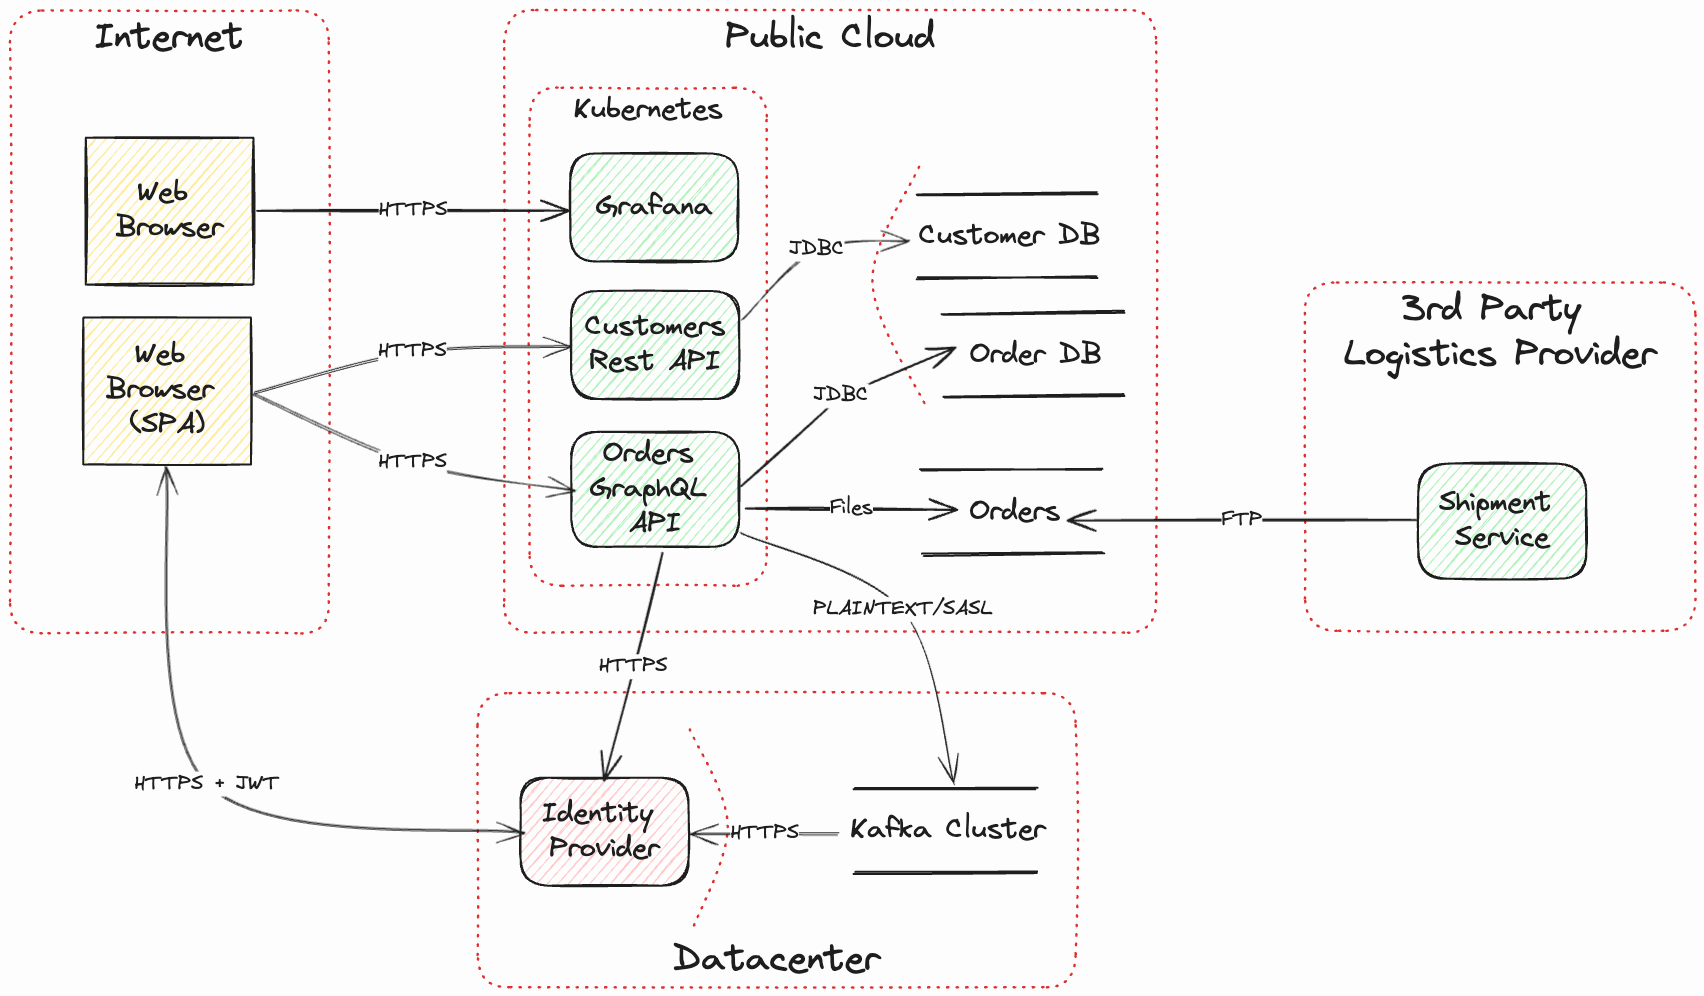 Internet
Public Cloud
Kubernetes
Web
Browser
HTTPS
Grafana
JDBC
Customer DB
Web
Browser
(SPA)
HTTPS
Customers
Rest API
JDBC
Order DB
HTTPS
Orders
GraphQL
API
Files
Orders
FTP
3rd Party
Logistics Provider
Shipment
Service
PLAINTEXT/SASL
HTTPS
HTTPS + JWT
Identity
Provider
HTTPS
Kafka Cluster
Datacenter